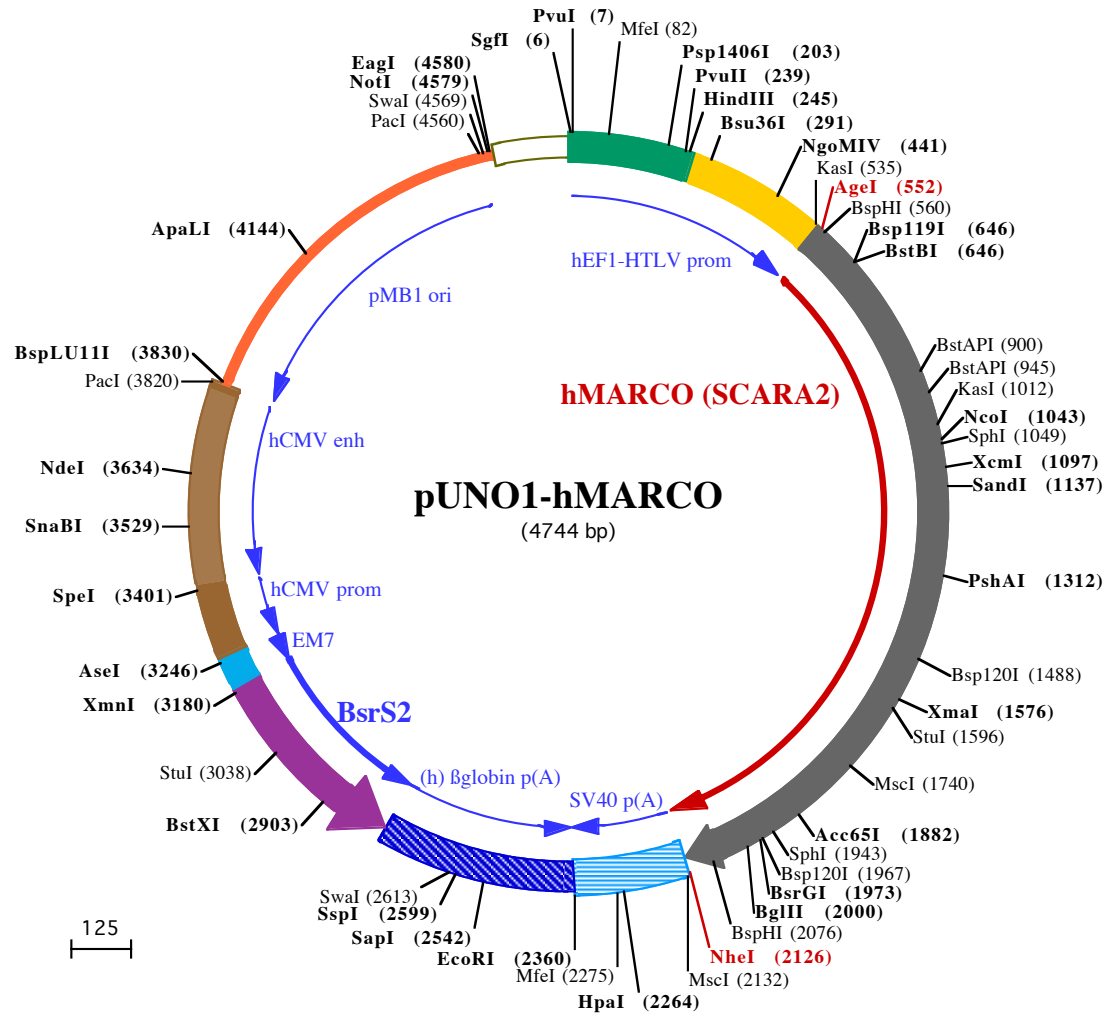 PvuI (7)
SgfI (6)
MfeI (82)
Psp1406I (203)
PvuII (239)
HindIII (245)
Bsu36I (291)
NgoMIV (441)
KasI (535)
AgeI (552)
BspHI (560)
Bsp119I (646)
BstBI (646)
BstAPI (900)
BstAPI (945)
KasI (1012)
NcoI (1043)
SphI (1049)
XcmI (1097)
SandI (1137)
PshAI (1312)
Bsp120I (1488)
XmaI (1576)
StuI (1596)
MscI (1740)
Acc65I (1882)
SphI (1943)
Bsp120I (1967)
BsrGI (1973)
BglII (2000)
BspHI (2076)
NheI (2126)
MscI (2132)
HpaI (2264)
MfeI (2275)
EcoRI (2360)
SapI (2542)
SspI (2599)
SwaI (2613)
BstXI (2903)
StuI (3038)
XmnI (3180)
AseI (3246)
SpeI (3401)
SnaBI (3529)
NdeI (3634)
PacI (3820)
BspLU11I (3830)
ApaLI (4144)
PacI (4560)
SwaI (4569)
NotI (4579)
EagI (4580)
hEF1-HTLV prom
pMB1 ori
hMARCO (SCARA2)
hCMV enh
pUNO1-hMARCO
(4744 bp)
hCMV prom
EM7
BsrS2
(h) ßglobin p(A)
SV40 p(A)
125